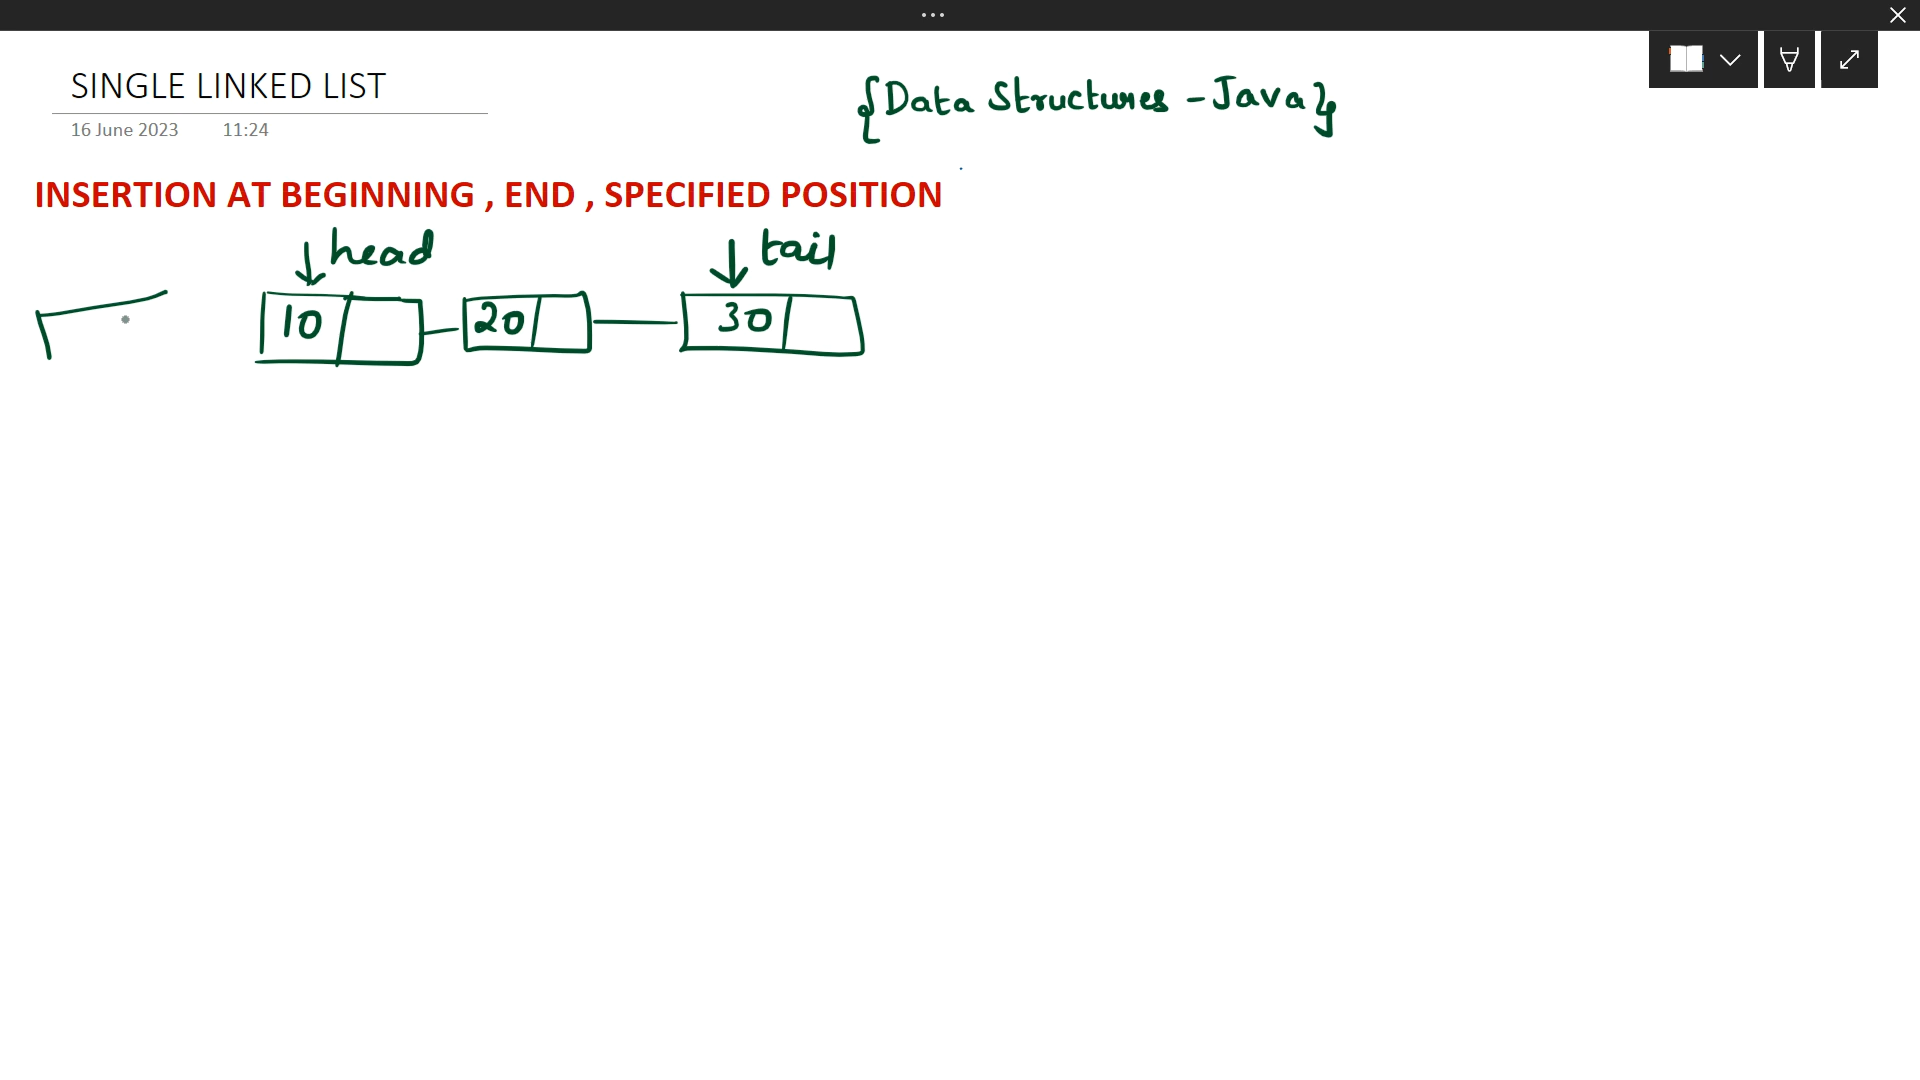 SINGLE LINKED LIST
{Data Structures - Java}
16 June 2023 11:24
INSERTION AT BEGINNING , END , SPECIFIED POSITION
head tail
10 20 30